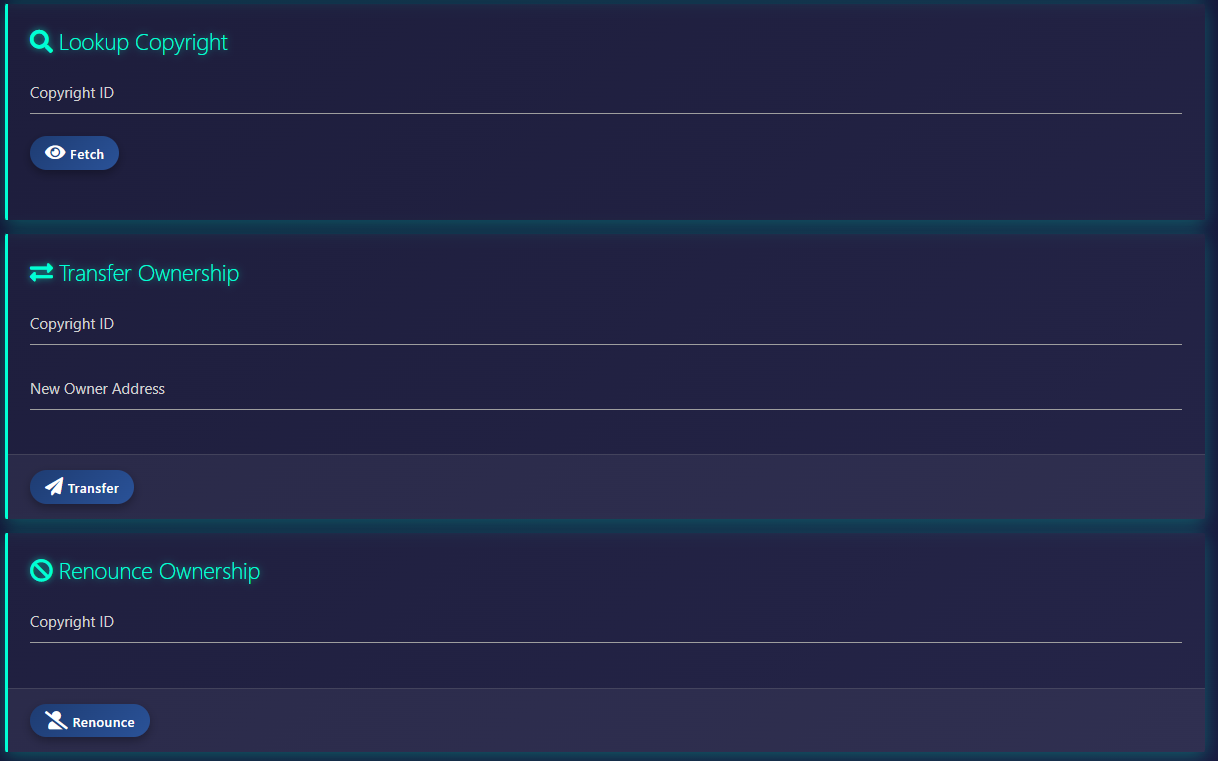 Lookup Copyright
Copyright ID
Fetch
Transfer Ownership
Copyright ID
New Owner Address
Transfer
Renounce Ownership
Copyright ID
Renounce